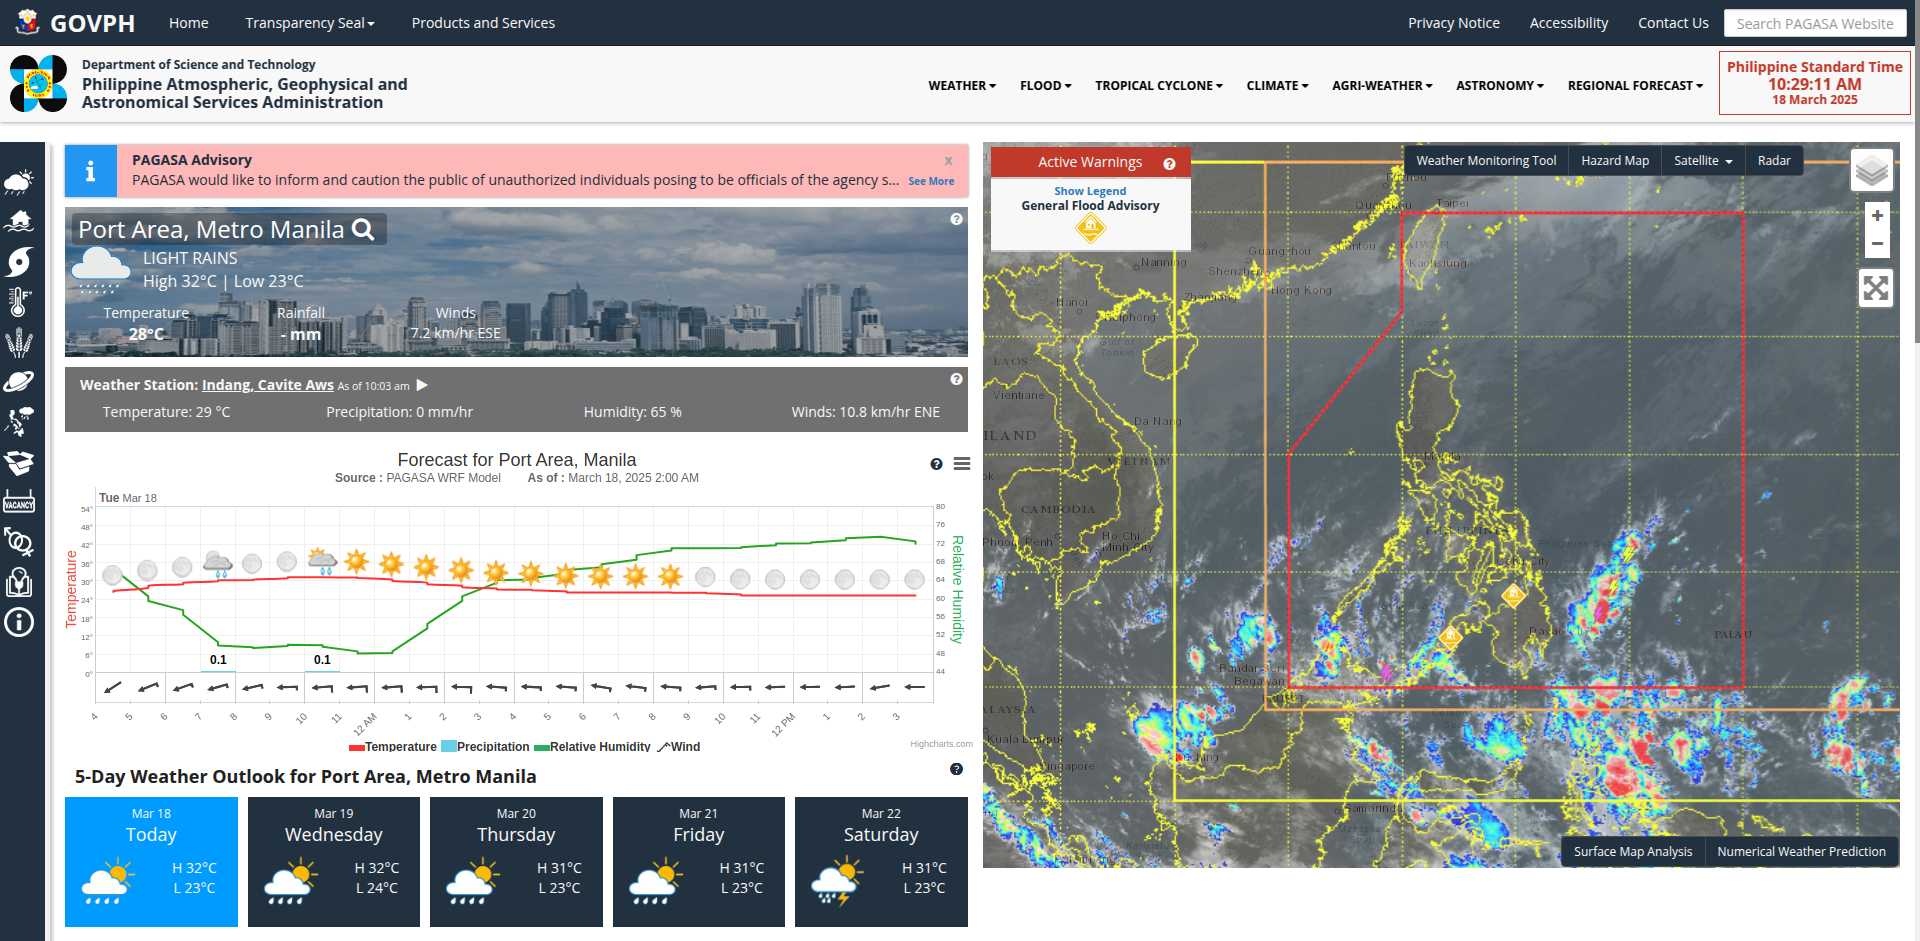 GOVPH
Home
Transparency Seal
Products and Services
Privacy Notice
Accessibility
Contact Us
Search PAGASA Website
Department of Science and Technology
Philippine Atmospheric, Geophysical and
Astronomical Services Administration
WEATHER
FLOOD
TROPICAL CYCLONE
CLIMATE
AGRI-WEATHER
ASTRONOMY
REGIONAL FORECAST
Philippine Standard Time
10:29:11 AM
18 March 2025
PAGASA Advisory
x
PAGASA would like to inform and caution the public of unauthorized individuals posing to be officials of the agency s... See More
Port Area, Metro Manila
LIGHT RAINS
High 32°C | Low 23°C
Temperature
28°C
Rainfall
- mm
Winds
7.2 km/hr ESE
Weather Station: Indang, Cavite Aws As of 10:03 am
Temperature: 29 °C
Precipitation: 0 mm/hr
Humidity: 65 %
Winds: 10.8 km/hr ENE
Forecast for Port Area, Manila
Source : PAGASA WRF Model As of : March 18, 2025 2:00 AM
Tue Mar 18
Temperature
54°
48°
42°
36°
30°
24°
18°
12°
6°
0°
0.1
0.1
80
76
72
68
64
60
56
52
48
44
Relative Humidity
4 5 6 7 8 9 10 11 12 AM 1 2 3 4 5 6 7 8 9 10 11 12 PM 1 2 3
Temperature Precipitation Relative Humidity Wind
Highcharts.com
5-Day Weather Outlook for Port Area, Metro Manila
Mar 18
Today
H 32°C
L 23°C
Mar 19
Wednesday
H 32°C
L 24°C
Mar 20
Thursday
H 31°C
L 23°C
Mar 21
Friday
H 31°C
L 23°C
Mar 22
Saturday
H 31°C
L 23°C
VACANCY
Active Warnings
Show Legend
General Flood Advisory
Weather Monitoring Tool
Hazard Map
Satellite
Radar
+
−
Taipei
Guangzhou
Shantou
Nanning
Shenzhen
Kaohsiung
Hong Kong
Zhanjiang
Hanoi
Haiphong
Gulf of
Tonkin
LAOS
Vientiane
Da Nang
ILAND
VIETNAM
Manila
CAMBODIA
Phnom Penh
Ho Chi
Minh City
Philippine Sea
PALAU
Bandar Seri
Begawan
ALAYSIA
Kuala Lumpur
Singapore
Kuching
Samarinda
Surface Map Analysis
Numerical Weather Prediction